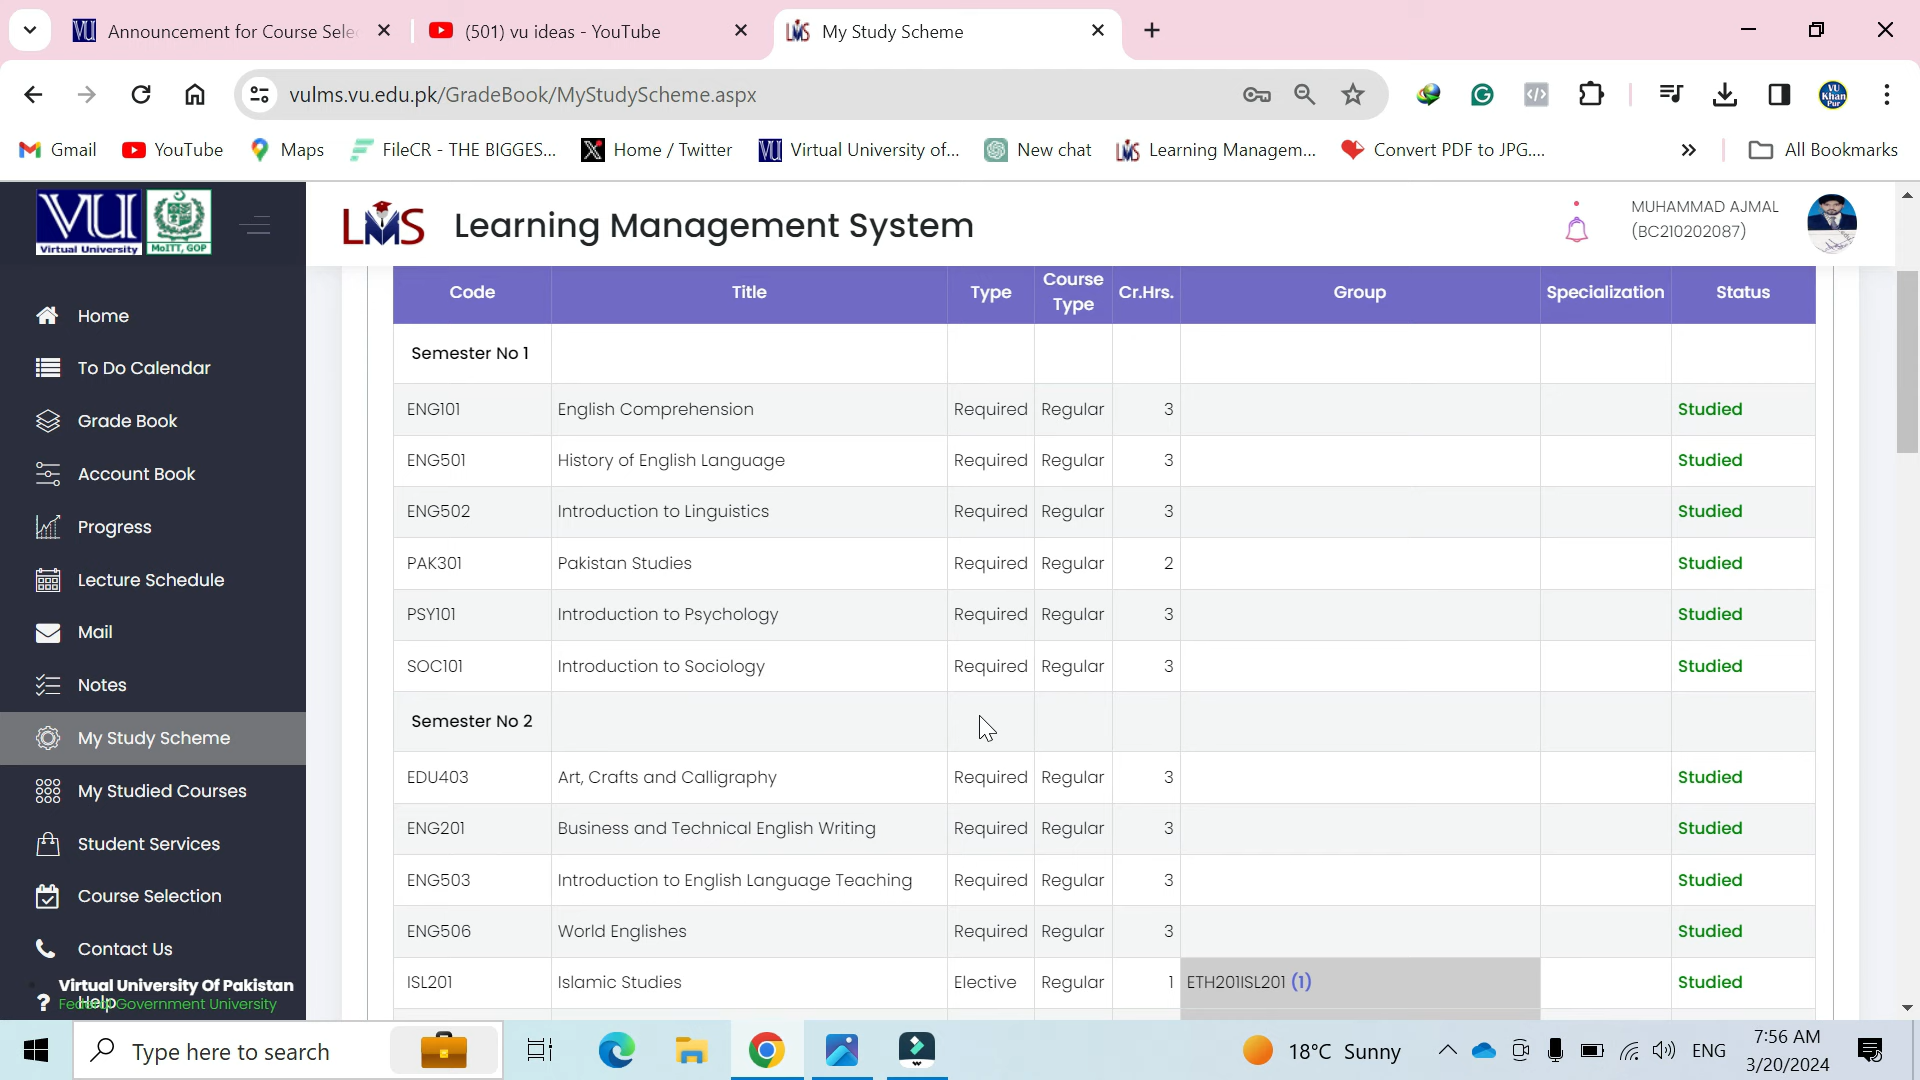 Announcement for Course Sele
(501) vu ideas - YouTube
My Study Scheme
vulms.vu.edu.pk/GradeBook/MyStudyScheme.aspx
VU Khan Pur
Gmail
YouTube
Maps
FileCR - THE BIGGES...
Home / Twitter
Virtual University of...
New chat
Learning Managem...
Convert PDF to JPG....
All Bookmarks
VU
Virtual University
MoITT, GOP
LMS
Learning Management System
MUHAMMAD AJMAL
(BC210202087)
Home
To Do Calendar
Grade Book
Account Book
Progress
Lecture Schedule
Mail
Notes
My Study Scheme
My Studied Courses
Student Services
Course Selection
Contact Us
Help
Virtual University Of Pakistan
Federal Government University
Code Title Type Course Type Cr.Hrs. Group Specialization Status
Semester No 1
ENG101 English Comprehension Required Regular 3 Studied
ENG501 History of English Language Required Regular 3 Studied
ENG502 Introduction to Linguistics Required Regular 3 Studied
PAK301 Pakistan Studies Required Regular 2 Studied
PSY101 Introduction to Psychology Required Regular 3 Studied
SOC101 Introduction to Sociology Required Regular 3 Studied
Semester No 2
EDU403 Art, Crafts and Calligraphy Required Regular 3 Studied
ENG201 Business and Technical English Writing Required Regular 3 Studied
ENG503 Introduction to English Language Teaching Required Regular 3 Studied
ENG506 World Englishes Required Regular 3 Studied
ISL201 Islamic Studies Elective Regular 1 ETH201ISL201 (1) Studied
Type here to search
18°C Sunny
ENG
7:56 AM
3/20/2024